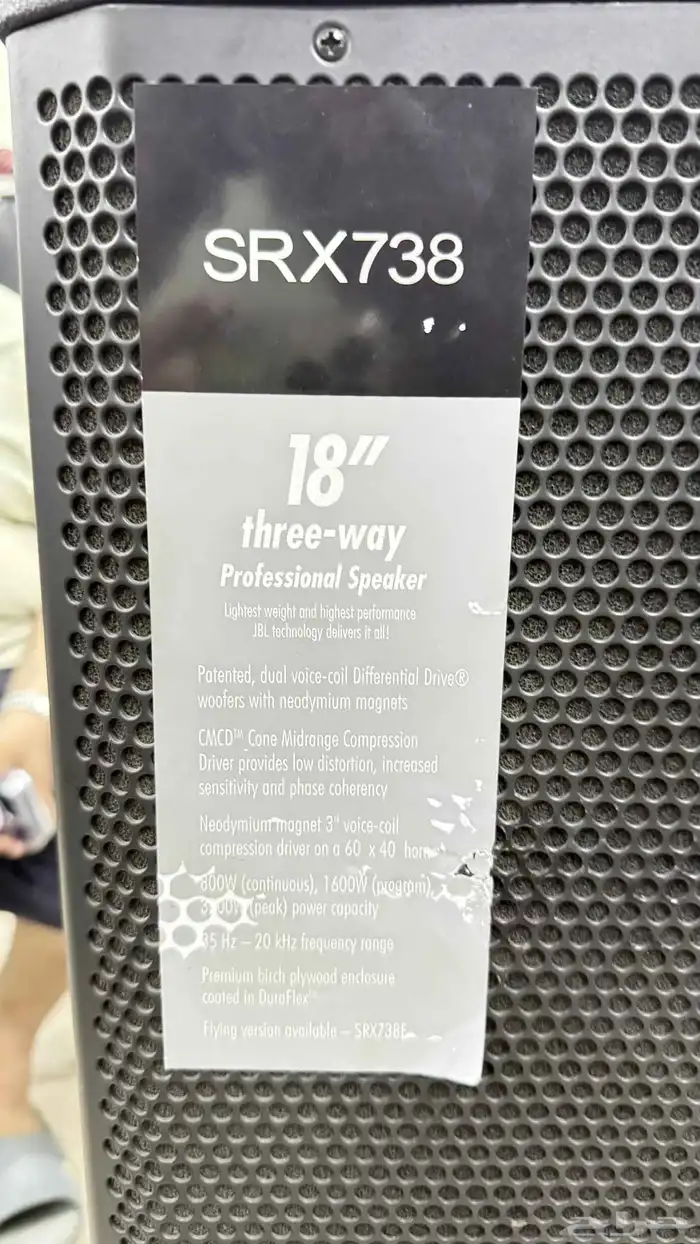 SRX738
18"
three-way
Professional Speaker
Lightest weight and highest performance
JBL technology delivers it all!
Patented, dual voice-coil Differential Drive®
woofers with neodymium magnets
CMCD™ Cone Midrange Compression
Driver provides low distortion, increased
sensitivity and phase coherency
Neodymium magnet 3" voice-coil
compression driver on a 60 x 40 horn
800W (continuous), 1600W (program),
(peak) power capacity
35 Hz – 20 kHz frequency range
Premium birch plywood enclosure
coated in DuraFlex™
Flying version available – SRX738F